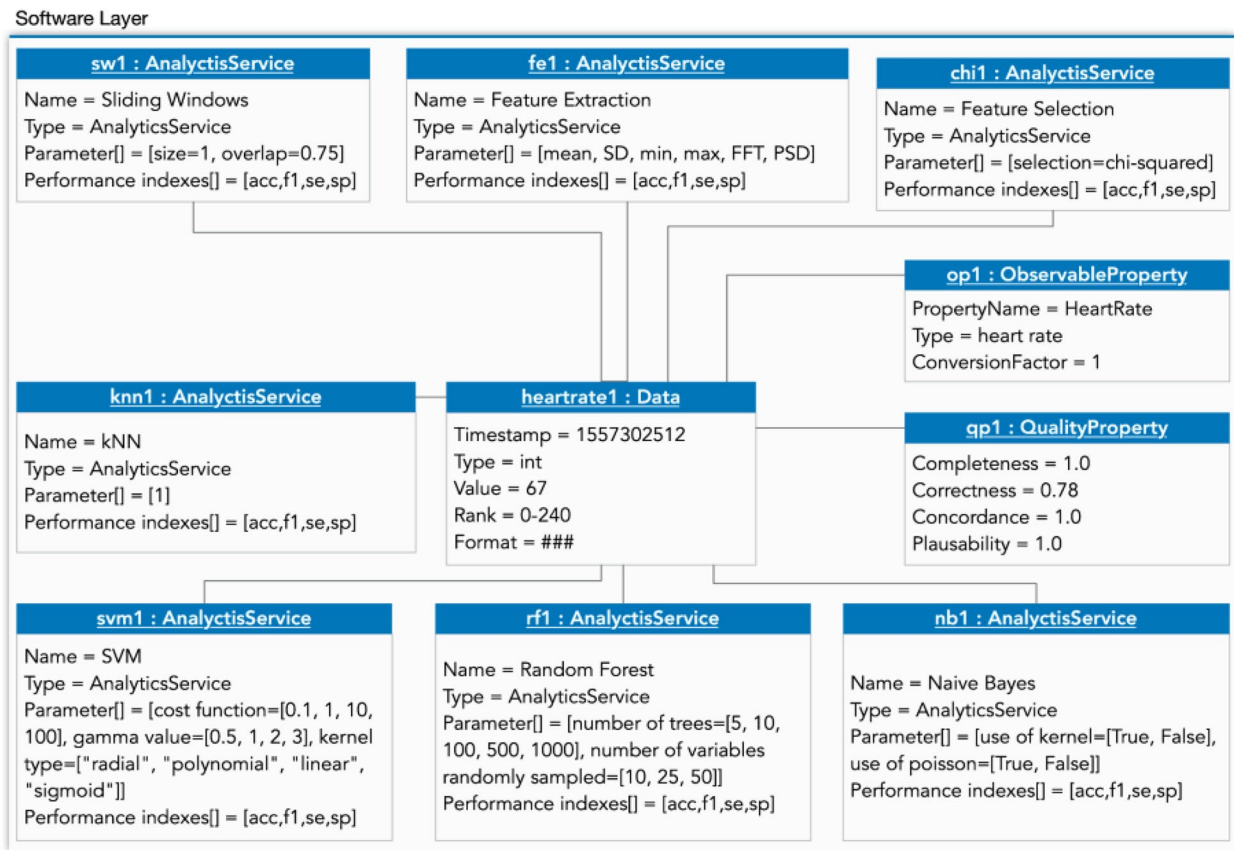 Software Layer
sw1 : AnalyctisService
Name = Sliding Windows
Type = AnalyticsService
Parameter[] = [size=1, overlap=0.75]
Performance indexes[] = [acc,f1,se,sp]
fe1 : AnalyctisService
Name = Feature Extraction
Type = AnalyticsService
Parameter[] = [mean, SD, min, max, FFT, PSD]
Performance indexes[] = [acc,f1,se,sp]
chi1 : AnalyctisService
Name = Feature Selection
Type = AnalyticsService
Parameter[] = [selection=chi-squared]
Performance indexes[] = [acc,f1,se,sp]
op1 : ObservableProperty
PropertyName = HeartRate
Type = heart rate
ConversionFactor = 1
knn1 : AnalyctisService
Name = kNN
Type = AnalyticsService
Parameter[] = [1]
Performance indexes[] = [acc,f1,se,sp]
heartrate1 : Data
Timestamp = 1557302512
Type = int
Value = 67
Rank = 0-240
Format = ###
qp1 : QualityProperty
Completeness = 1.0
Correctness = 0.78
Concordance = 1.0
Plausability = 1.0
svm1 : AnalyctisService
Name = SVM
Type = AnalyticsService
Parameter[] = [cost function=[0.1, 1, 10,
100], gamma value=[0.5, 1, 2, 3], kernel
type=["radial", "polynomial", "linear",
"sigmoid"]]
Performance indexes[] = [acc,f1,se,sp]
rf1 : AnalyctisService
Name = Random Forest
Type = AnalyticsService
Parameter[] = [number of trees=[5, 10,
100, 500, 1000], number of variables
randomly sampled=[10, 25, 50]]
Performance indexes[] = [acc,f1,se,sp]
nb1 : AnalyctisService
Name = Naive Bayes
Type = AnalyticsService
Parameter[] = [use of kernel=[True, False],
use of poisson=[True, False]]
Performance indexes[] = [acc,f1,se,sp]